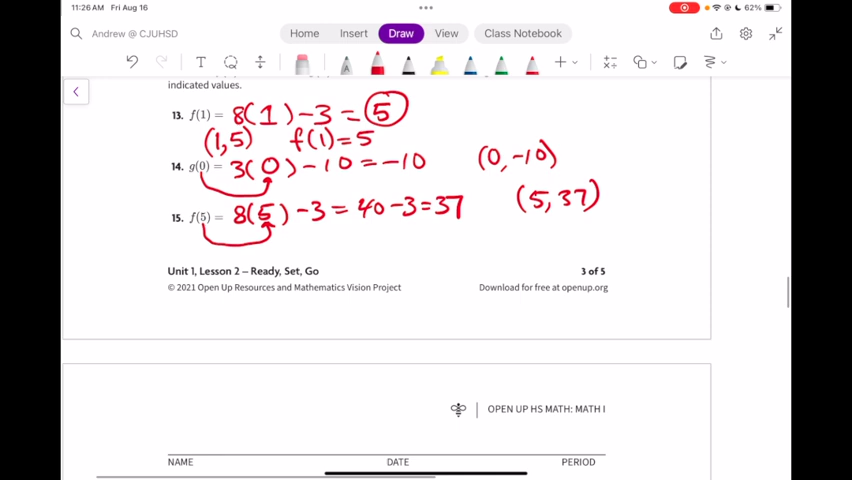 11:26 AM Fri Aug 16
62%
Andrew @ CJUHSD
Home Insert Draw View Class Notebook
indicated values.
13. f(1) = 8(1)-3 = 5
(1,5) f(1)=5
14. g(0) = 3(0)-10=-10 (0,-10)
15. f(5) = 8(5)-3=40-3=37 (5,37)
Unit 1, Lesson 2 – Ready, Set, Go 3 of 5
© 2021 Open Up Resources and Mathematics Vision Project Download for free at openup.org
OPEN UP HS MATH: MATH I
NAME DATE PERIOD